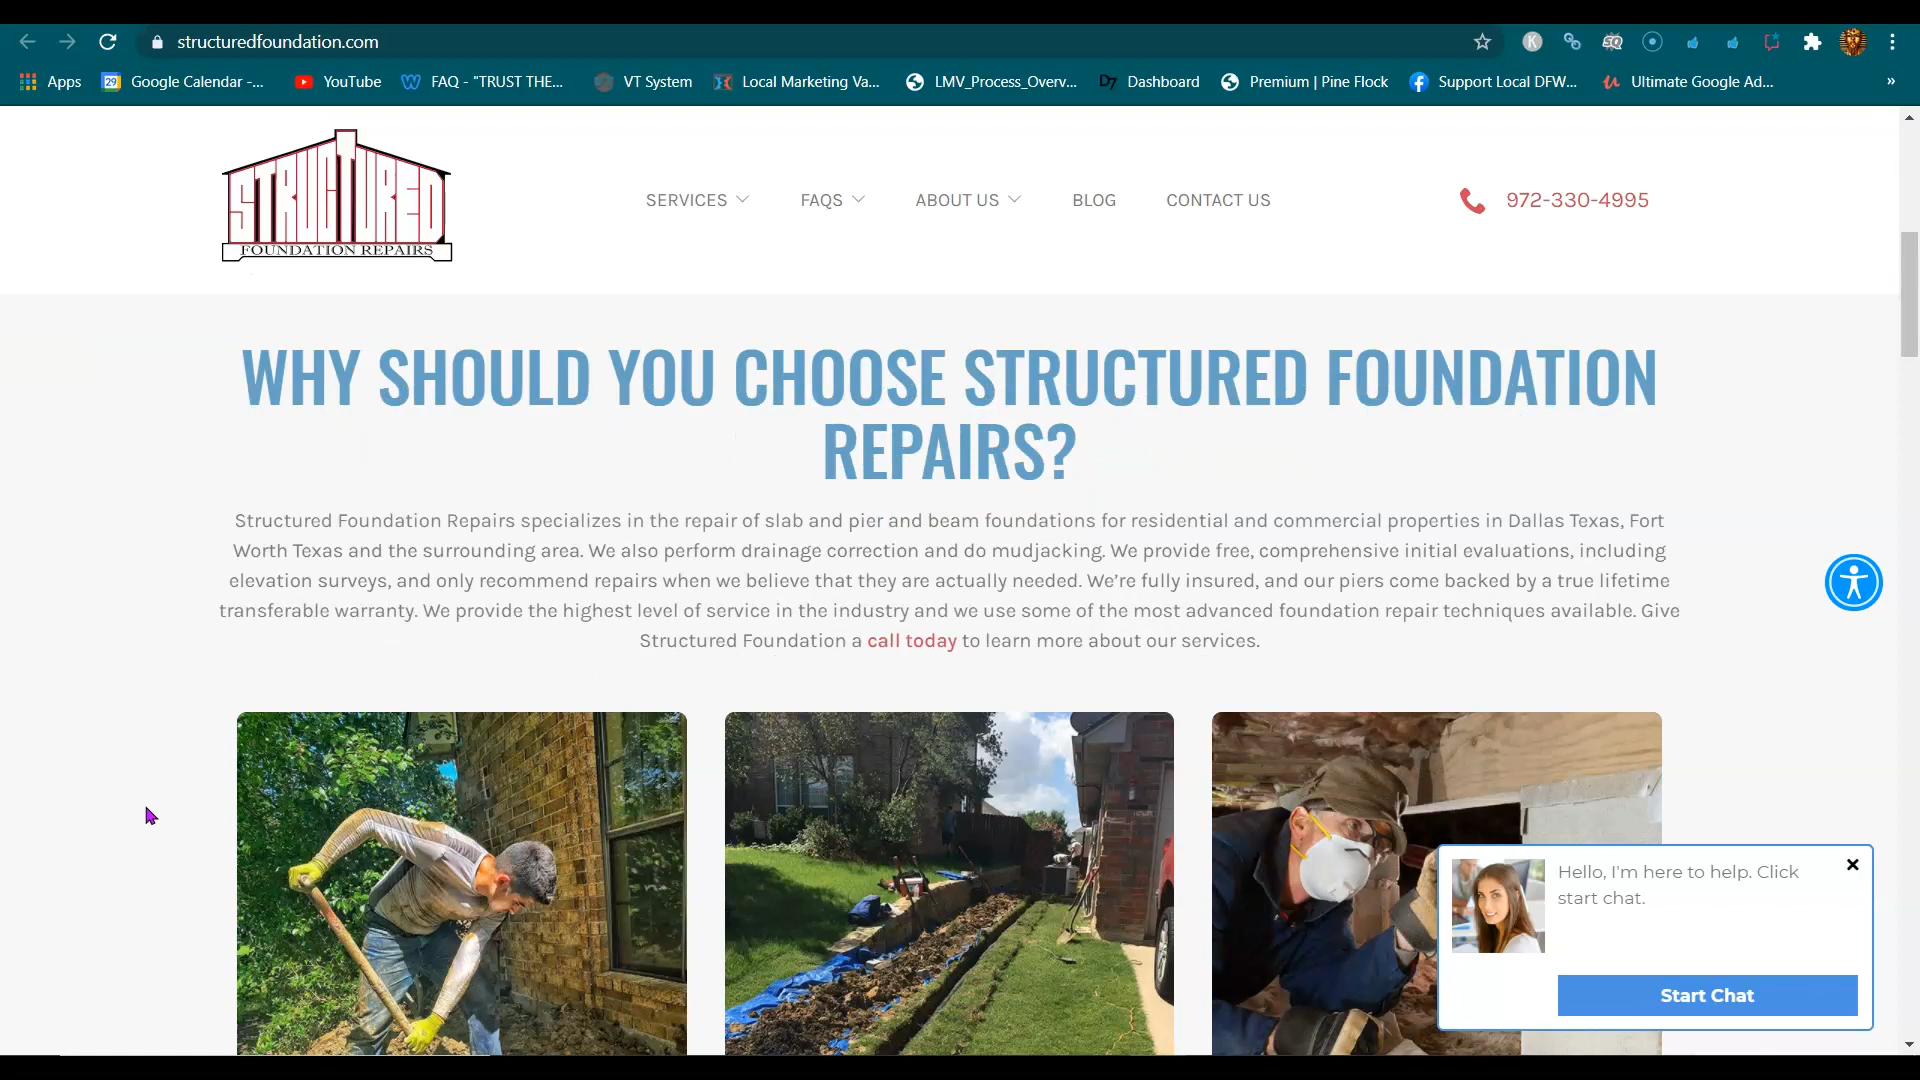 structuredfoundation.com
Apps
29
Google Calendar -...
YouTube
FAQ - "TRUST THE...
VT System
Local Marketing Va...
LMV_Process_Overv...
D7
Dashboard
Premium | Pine Flock
Support Local DFW...
Ultimate Google Ad...
»
K
SQ
STRUCTURED
FOUNDATION REPAIRS
SERVICES
FAQS
ABOUT US
BLOG
CONTACT US
972-330-4995
WHY SHOULD YOU CHOOSE STRUCTURED FOUNDATION
REPAIRS?
Structured Foundation Repairs specializes in the repair of slab and pier and beam foundations for residential and commercial properties in Dallas Texas, Fort
Worth Texas and the surrounding area. We also perform drainage correction and do mudjacking. We provide free, comprehensive initial evaluations, including
elevation surveys, and only recommend repairs when we believe that they are actually needed. We're fully insured, and our piers come backed by a true lifetime
transferable warranty. We provide the highest level of service in the industry and we use some of the most advanced foundation repair techniques available. Give
Structured Foundation a call today to learn more about our services.
Hello, I'm here to help. Click
start chat.
Start Chat